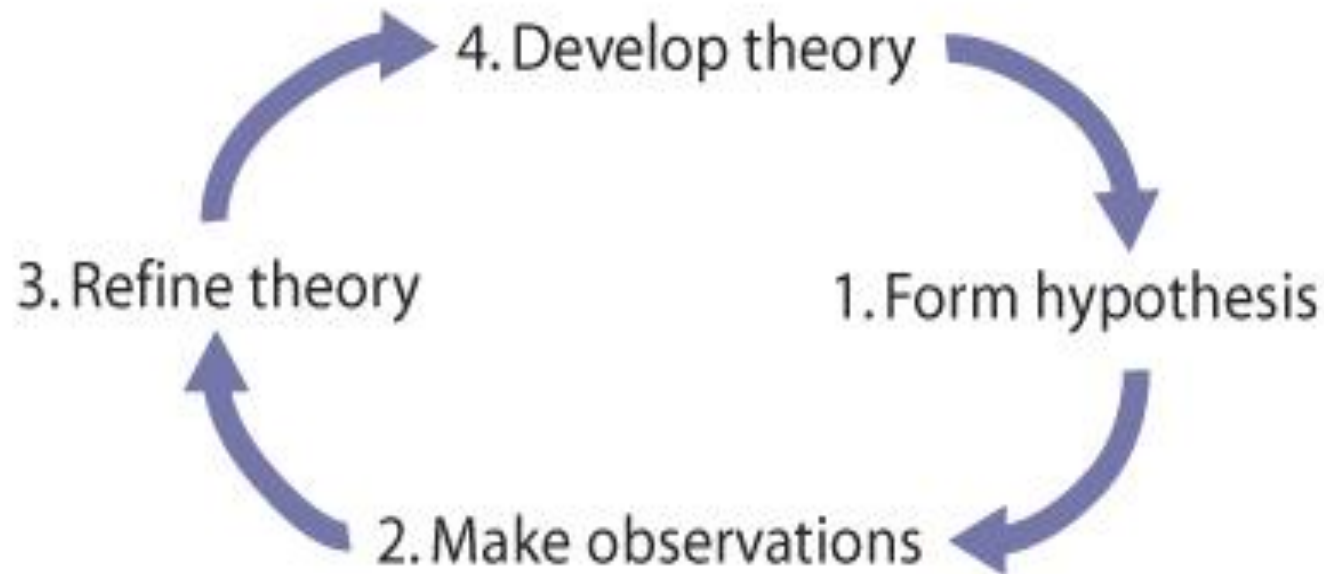 4. Develop theory
3. Refine theory
1. Form hypothesis
2. Make observations